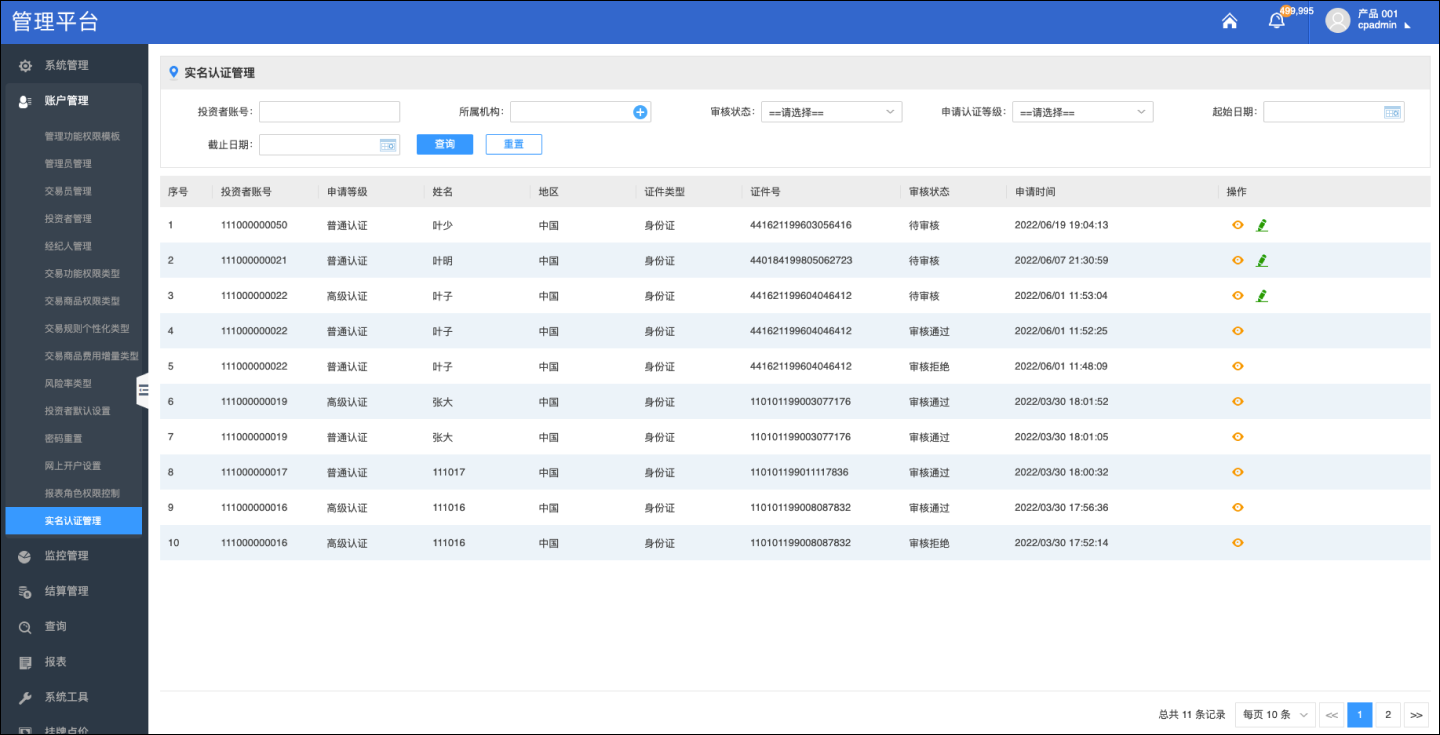 管理平台
499,995
产品 001
cpadmin
系统管理
账户管理
管理功能权限模板
管理员管理
交易员管理
投资者管理
经纪人管理
交易功能权限类型
交易商品权限类型
交易规则个性化类型
交易商品费用增量类型
风险率类型
投资者默认设置
密码重置
网上开户设置
报表角色权限控制
实名认证管理
监控管理
结算管理
查询
报表
系统工具
挂牌点价
实名认证管理
投资者账号: 所属机构: 审核状态: ==请选择== 申请认证等级: ==请选择== 起始日期:
截止日期: 查询 重置
序号 投资者账号 申请等级 姓名 地区 证件类型 证件号 审核状态 申请时间 操作
1 111000000050 普通认证 叶少 中国 身份证 441621199603056416 待审核 2022/06/19 19:04:13
2 111000000021 普通认证 叶明 中国 身份证 440184199805062723 待审核 2022/06/07 21:30:59
3 111000000022 高级认证 叶子 中国 身份证 441621199604046412 待审核 2022/06/01 11:53:04
4 111000000022 普通认证 叶子 中国 身份证 441621199604046412 审核通过 2022/06/01 11:52:25
5 111000000022 普通认证 叶子 中国 身份证 441621199604046412 审核拒绝 2022/06/01 11:48:09
6 111000000019 高级认证 张大 中国 身份证 110101199003077176 审核通过 2022/03/30 18:01:52
7 111000000019 普通认证 张大 中国 身份证 110101199003077176 审核通过 2022/03/30 18:01:05
8 111000000017 普通认证 111017 中国 身份证 110101199011117836 审核通过 2022/03/30 18:00:32
9 111000000016 高级认证 111016 中国 身份证 110101199008087832 审核通过 2022/03/30 17:56:36
10 111000000016 高级认证 111016 中国 身份证 110101199008087832 审核拒绝 2022/03/30 17:52:14
总共 11 条记录 每页 10 条 << 1 2 >>